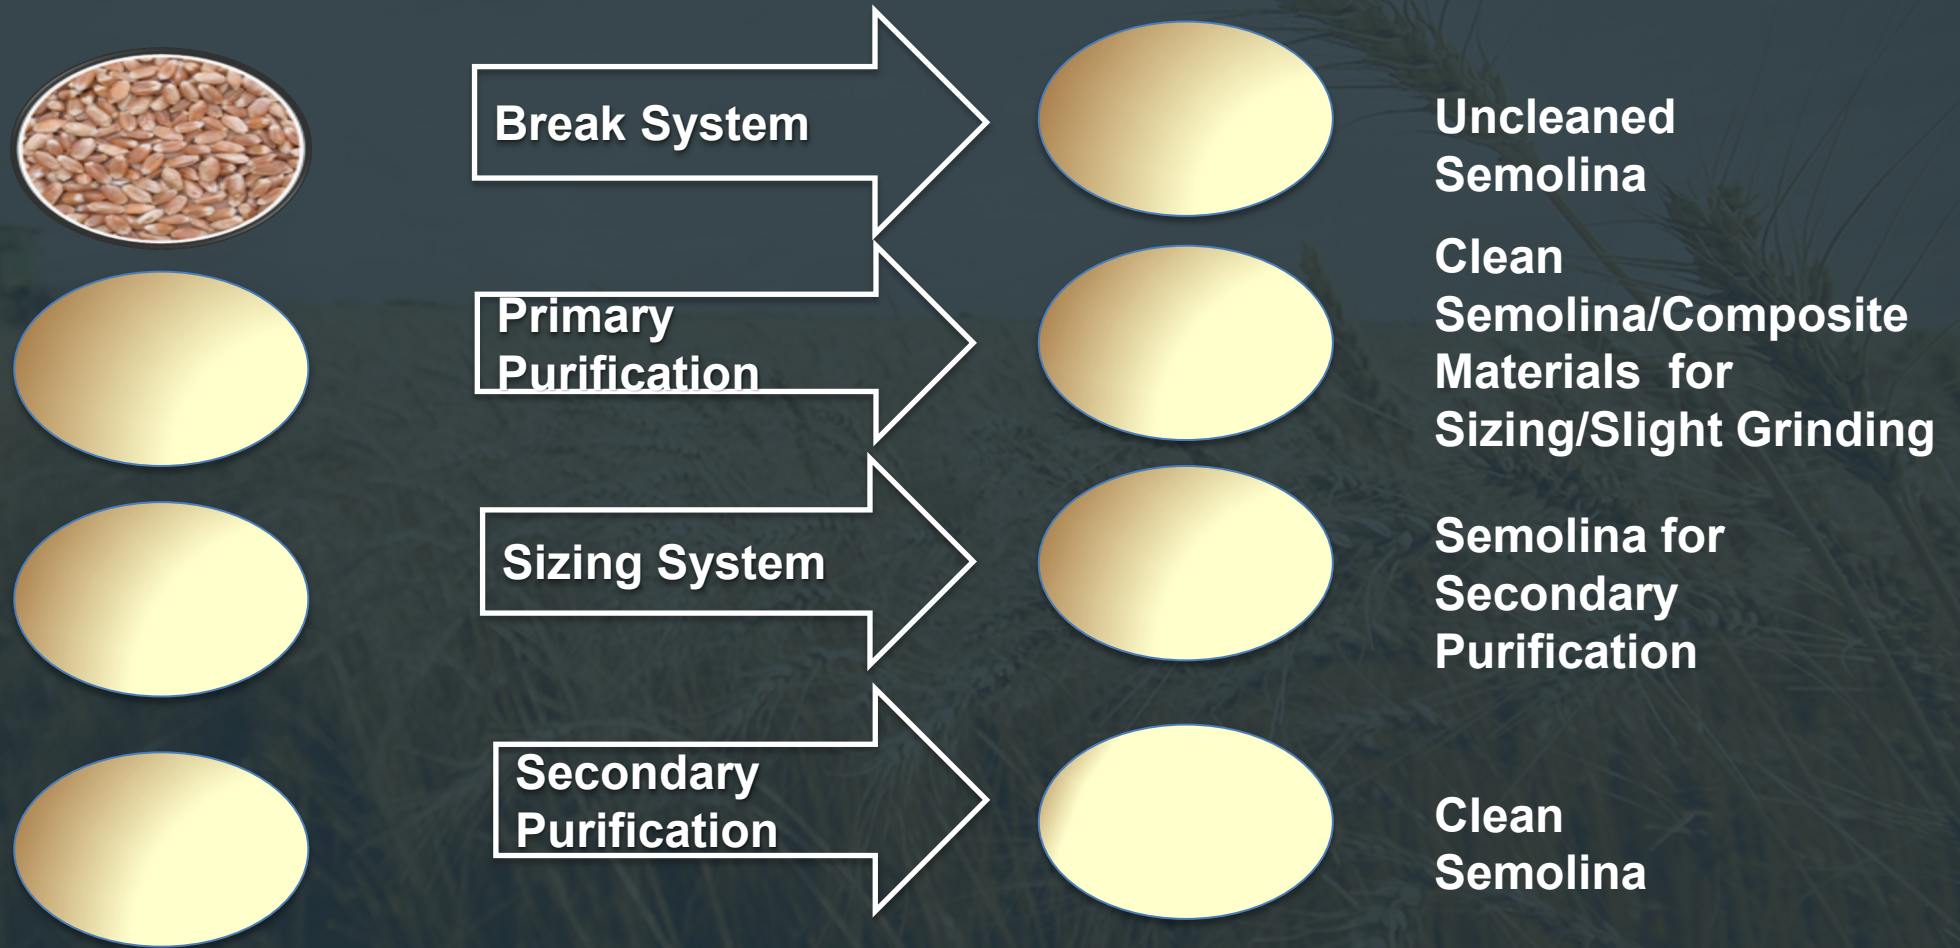 Break System
Uncleaned
Semolina
Primary
Purification
Clean
Semolina/Composite
Materials  for
Sizing/Slight Grinding
Sizing System
Semolina for
Secondary
Purification
Secondary
Purification
Clean
Semolina